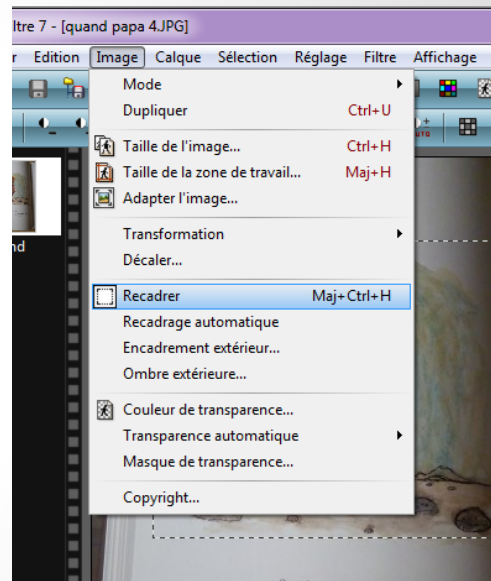 ltre 7 - [quand papa 4.JPG]
r Edition Image Calque Sélection Réglage Filtre Affichage
Mode
Dupliquer Ctrl+U
Taille de l'image... Ctrl+H
Taille de la zone de travail... Maj+H
Adapter l'image...
Transformation
Décaler...
Recadrer Maj+Ctrl+H
Recadrage automatique
Encadrement extérieur...
Ombre extérieure...
Couleur de transparence...
Transparence automatique
Masque de transparence...
Copyright...
nd